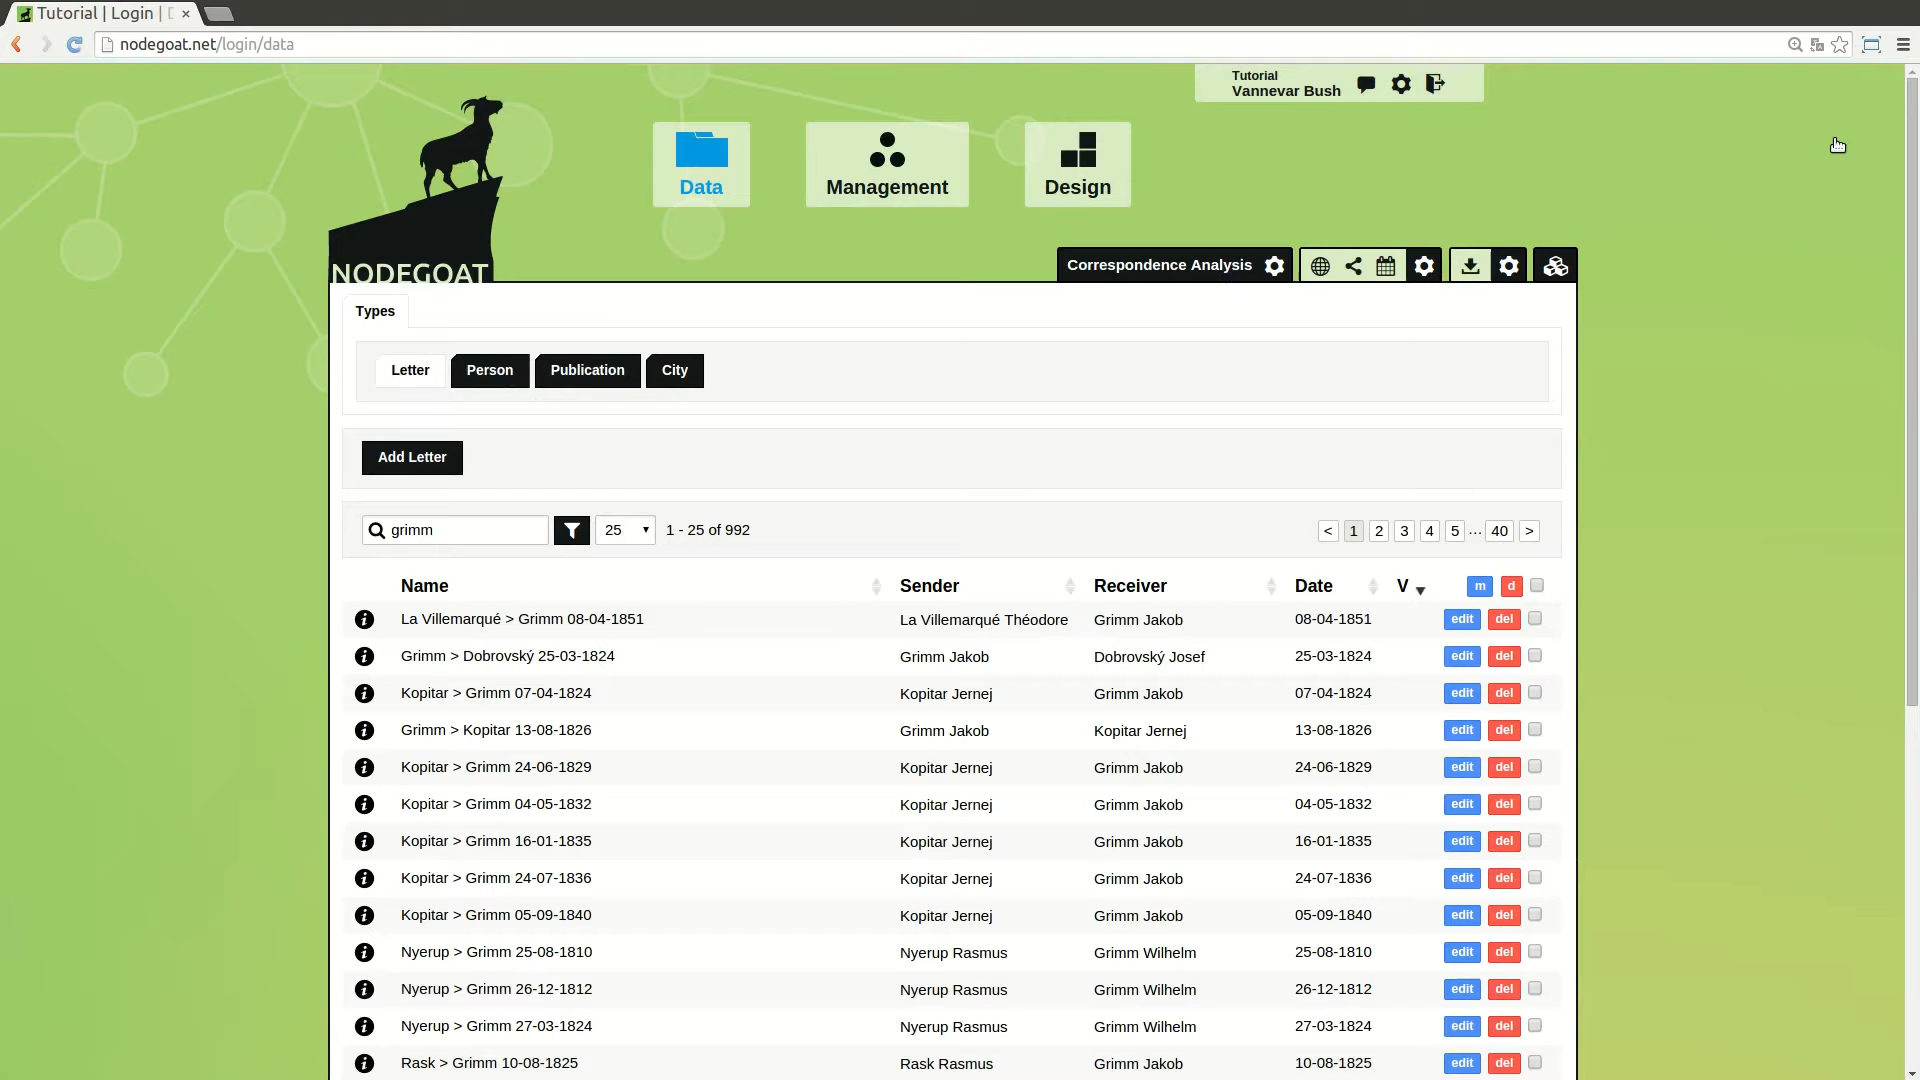 Tutorial | Login |
nodegoat.net/login/data
Tutorial
Vannevar Bush
Data
Management
Design
NODEGOAT
Correspondence Analysis
Types
Letter Person Publication City
Add Letter
grimm 25 1 - 25 of 992 < 1 2 3 4 5 ... 40 >
Name Sender Receiver Date V m d
La Villemarqué > Grimm 08-04-1851 La Villemarqué Théodore Grimm Jakob 08-04-1851 edit del
Grimm > Dobrovský 25-03-1824 Grimm Jakob Dobrovský Josef 25-03-1824 edit del
Kopitar > Grimm 07-04-1824 Kopitar Jernej Grimm Jakob 07-04-1824 edit del
Grimm > Kopitar 13-08-1826 Grimm Jakob Kopitar Jernej 13-08-1826 edit del
Kopitar > Grimm 24-06-1829 Kopitar Jernej Grimm Jakob 24-06-1829 edit del
Kopitar > Grimm 04-05-1832 Kopitar Jernej Grimm Jakob 04-05-1832 edit del
Kopitar > Grimm 16-01-1835 Kopitar Jernej Grimm Jakob 16-01-1835 edit del
Kopitar > Grimm 24-07-1836 Kopitar Jernej Grimm Jakob 24-07-1836 edit del
Kopitar > Grimm 05-09-1840 Kopitar Jernej Grimm Jakob 05-09-1840 edit del
Nyerup > Grimm 25-08-1810 Nyerup Rasmus Grimm Wilhelm 25-08-1810 edit del
Nyerup > Grimm 26-12-1812 Nyerup Rasmus Grimm Wilhelm 26-12-1812 edit del
Nyerup > Grimm 27-03-1824 Nyerup Rasmus Grimm Wilhelm 27-03-1824 edit del
Rask > Grimm 10-08-1825 Rask Rasmus Grimm Jakob 10-08-1825 edit del